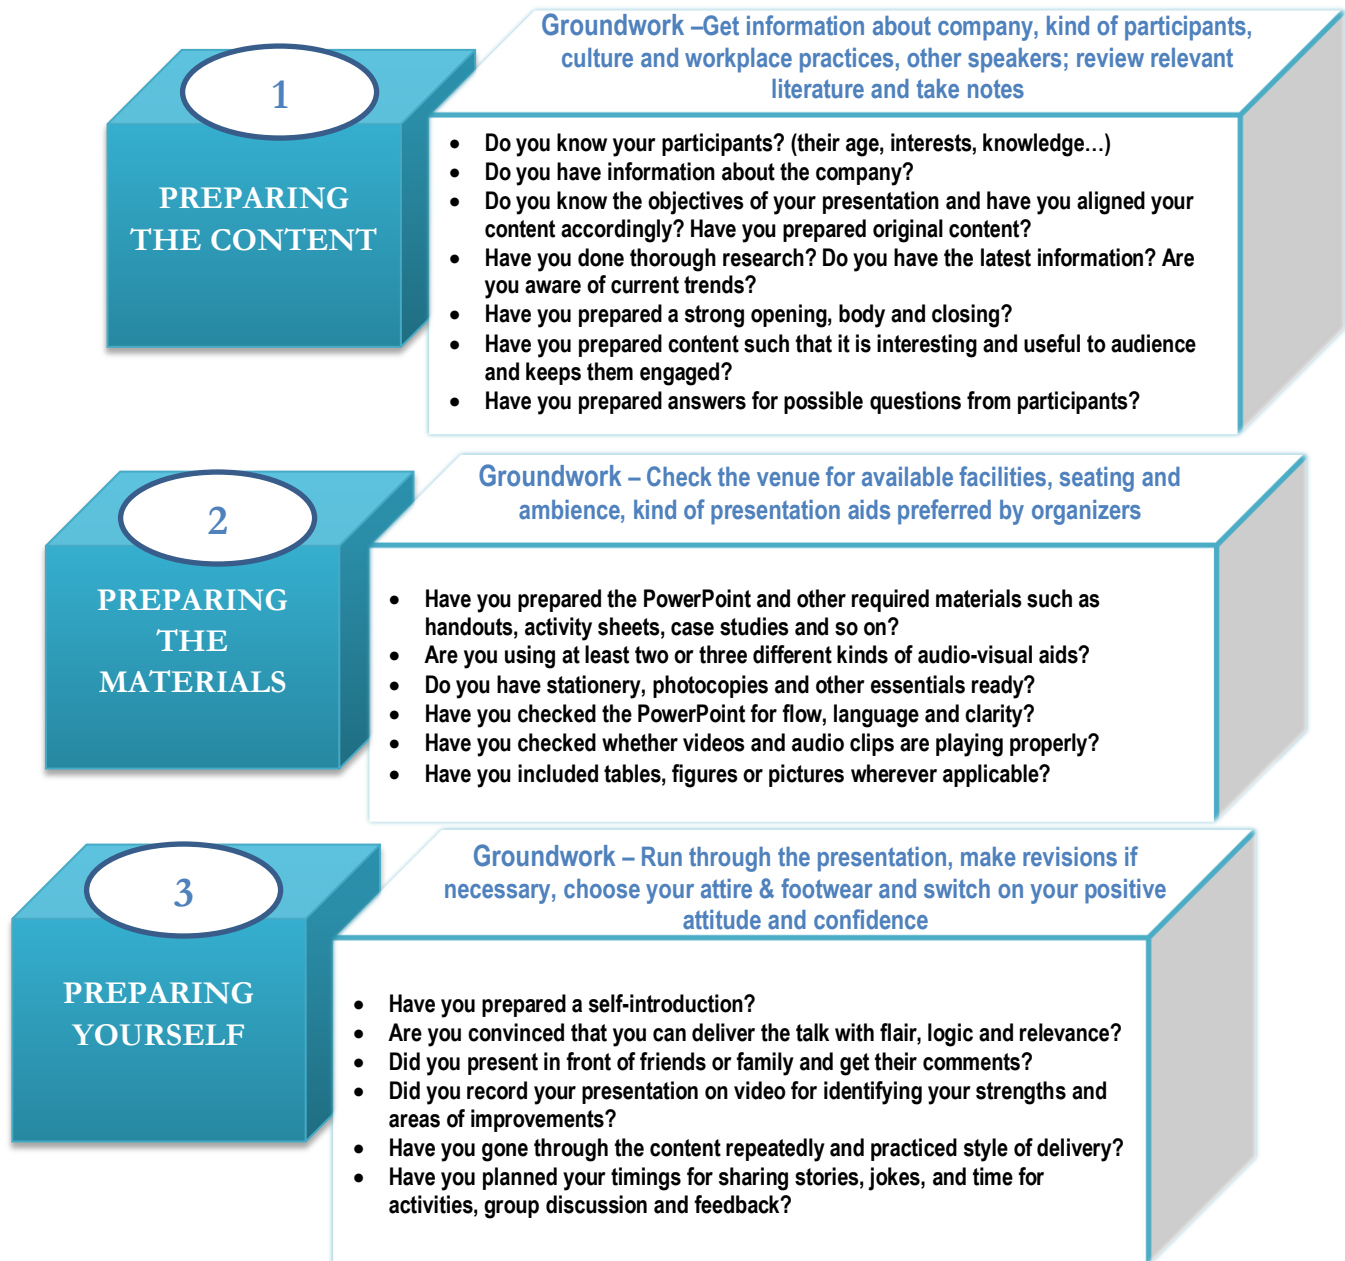 1
PREPARING
THE CONTENT
Groundwork –Get information about company, kind of participants,
culture and workplace practices, other speakers; review relevant
literature and take notes
• Do you know your participants? (their age, interests, knowledge…)
• Do you have information about the company?
• Do you know the objectives of your presentation and have you aligned your
content accordingly? Have you prepared original content?
• Have you done thorough research? Do you have the latest information? Are
you aware of current trends?
• Have you prepared a strong opening, body and closing?
• Have you prepared content such that it is interesting and useful to audience
and keeps them engaged?
• Have you prepared answers for possible questions from participants?
2
PREPARING
THE
MATERIALS
Groundwork – Check the venue for available facilities, seating and
ambience, kind of presentation aids preferred by organizers
• Have you prepared the PowerPoint and other required materials such as
handouts, activity sheets, case studies and so on?
• Are you using at least two or three different kinds of audio-visual aids?
• Do you have stationery, photocopies and other essentials ready?
• Have you checked the PowerPoint for flow, language and clarity?
• Have you checked whether videos and audio clips are playing properly?
• Have you included tables, figures or pictures wherever applicable?
3
PREPARING
YOURSELF
Groundwork – Run through the presentation, make revisions if
necessary, choose your attire & footwear and switch on your positive
attitude and confidence
• Have you prepared a self-introduction?
• Are you convinced that you can deliver the talk with flair, logic and relevance?
• Did you present in front of friends or family and get their comments?
• Did you record your presentation on video for identifying your strengths and
areas of improvements?
• Have you gone through the content repeatedly and practiced style of delivery?
• Have you planned your timings for sharing stories, jokes, and time for
activities, group discussion and feedback?